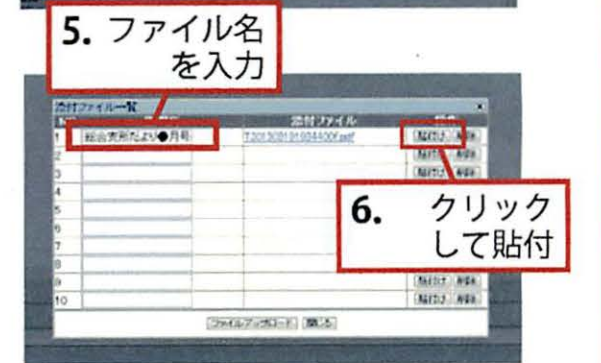 5. ファイル名
を入力
添付ファイル一覧
添付ファイル
1 総合支所だより●月号
貼付け 削除
2 貼付け 削除
3 貼付け 削除
4
5
6
7
8
9 貼付け 削除
10 貼付け 削除
6. クリック
して貼付
ファイルアップロード 閉じる